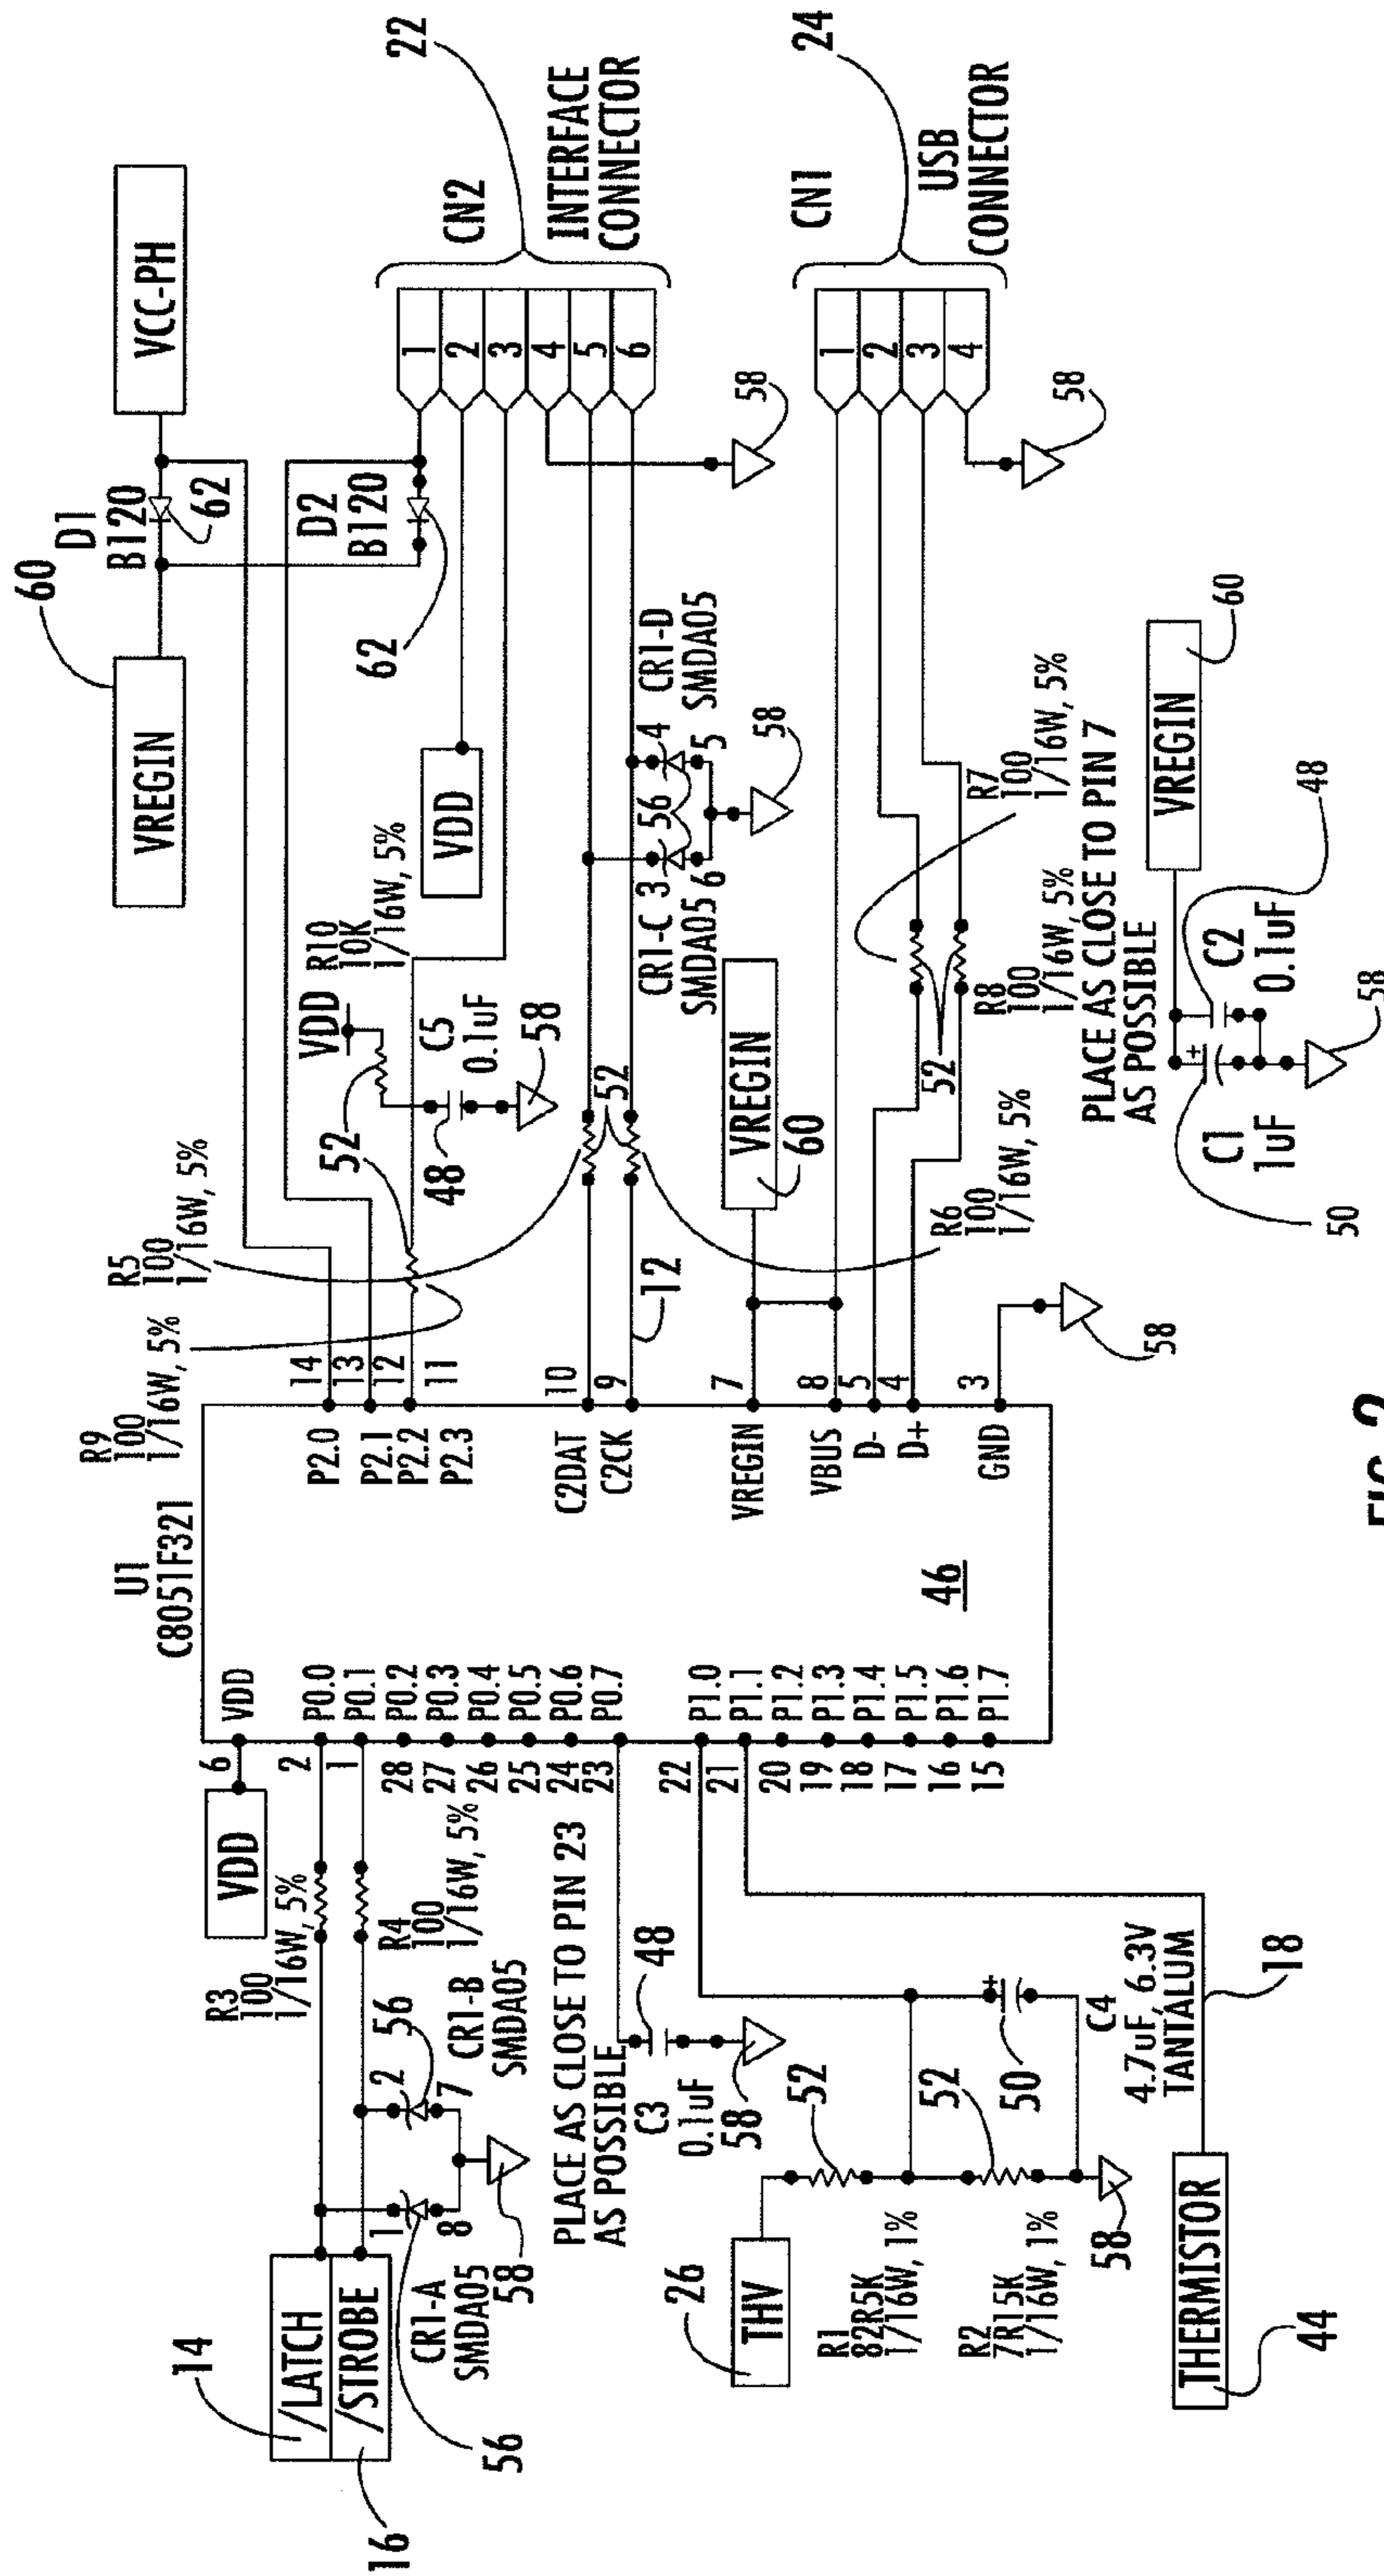 /LATCH
/STROBE
14
16
56
CR1-A
SMDA05
1
8
58
2
7
56
CR1-B
SMDA05
R3
100
1/16W, 5%
R4
100
1/16W, 5%
VDD
PLACE AS CLOSE TO PIN 23
AS POSSIBLE
48
C3
0.1uF
58
26
THV
R1
82R5K
1/16W, 1%
52
R2
7R15K
1/16W, 1%
52
50
+
C4
4.7uF, 6.3V
TANTALUM
58
THERMISTOR
44
18
U1
C8051F321
46
6 VDD
2 P0.0
1 P0.1
28 P0.2
27 P0.3
26 P0.4
25 P0.5
24 P0.6
23 P0.7
22 P1.0
21 P1.1
20 P1.2
19 P1.3
18 P1.4
17 P1.5
16 P1.6
15 P1.7
P2.0 14
P2.1 13
P2.2 12
P2.3 11
C2DAT 10
C2CK 9
VREGIN 7
VBUS 8
D- 5
D+ 4
GND 3
R9
100
1/16W, 5%
R5
100
1/16W, 5%
52
VDD
R10
10K
1/16W, 5%
48
C5
0.1uF
58
52
12
R6
100
1/16W, 5%
VREGIN
60
58
60
VREGIN
D1
B120
62
VCC-PH
D2
B120
62
VDD
CR1-C
SMDA05
3
6
56
4
5
CR1-D
SMDA05
58
52
R7
100
1/16W, 5%
R8
100
1/16W, 5%
PLACE AS CLOSE TO PIN 7
AS POSSIBLE
VREGIN
60
48
C1
1uF
+
50
C2
0.1uF
58
CN2
1
2
3
4
5
6
22
INTERFACE
CONNECTOR
58
CN1
1
2
3
4
24
USB
CONNECTOR
58
FIG. 2